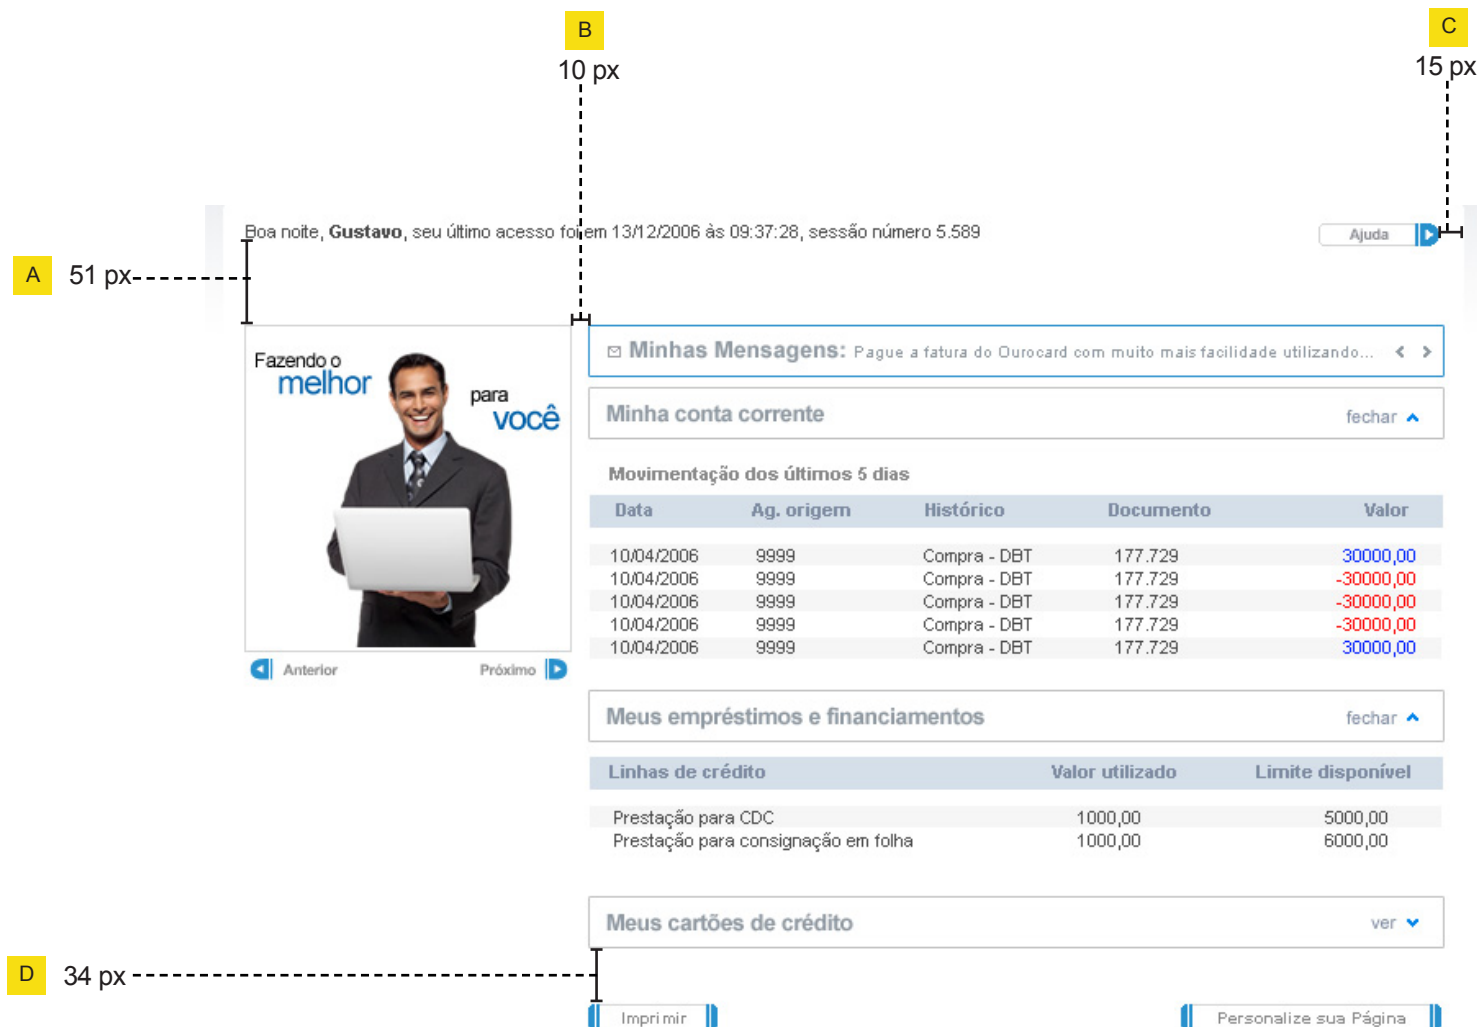 B
10 px
C
15 px
Boa noite, Gustavo, seu último acesso foi em 13/12/2006 às 09:37:28, sessão número 5.589
Ajuda
A 51 px
Fazendo o
melhor
para
você
Anterior Próximo
Minhas Mensagens: Pague a fatura do Ourocard com muito mais facilidade utilizando... < >
Minha conta corrente fechar
Movimentação dos últimos 5 dias
Data Ag. origem Histórico Documento Valor
10/04/2006 9999 Compra - DBT 177.729 30000,00
10/04/2006 9999 Compra - DBT 177.729 -30000,00
10/04/2006 9999 Compra - DBT 177.729 -30000,00
10/04/2006 9999 Compra - DBT 177.729 -30000,00
10/04/2006 9999 Compra - DBT 177.729 30000,00
Meus empréstimos e financiamentos fechar
Linhas de crédito Valor utilizado Limite disponível
Prestação para CDC 1000,00 5000,00
Prestação para consignação em folha 1000,00 6000,00
Meus cartões de crédito ver
D 34 px
Imprimir Personalize sua Página